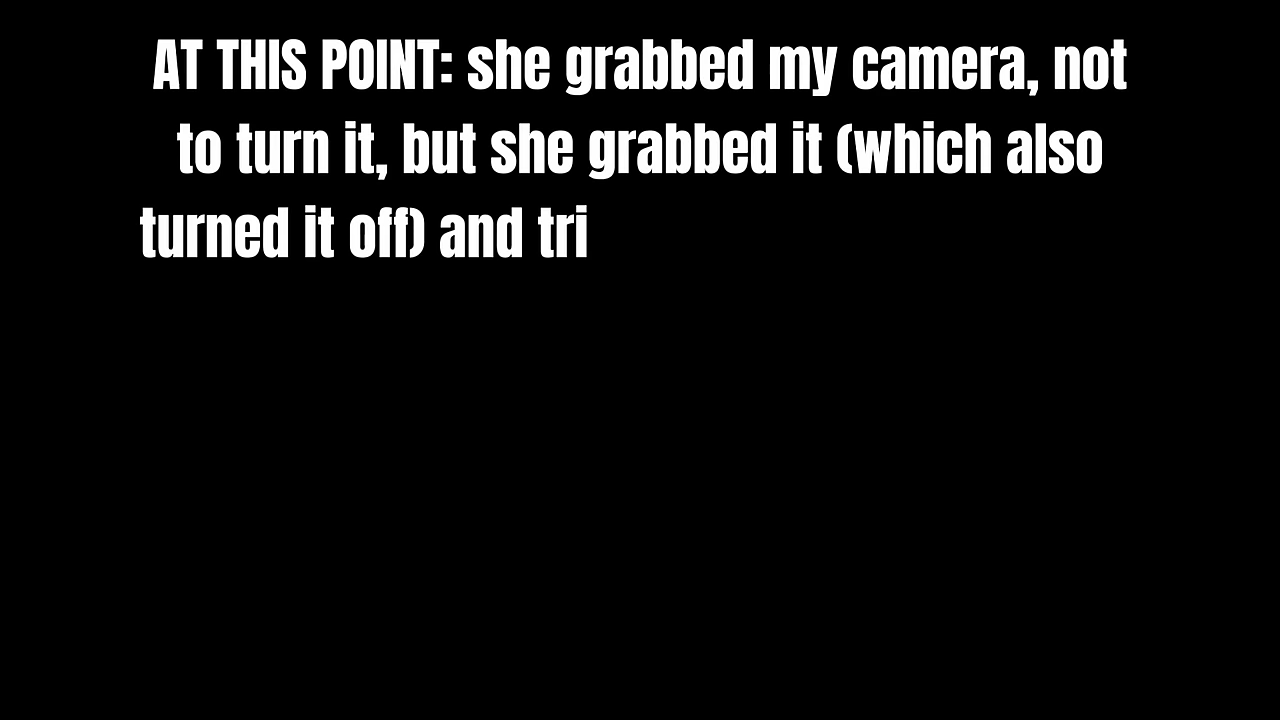 AT THIS POINT: she grabbed my camera, not
to turn it, but she grabbed it (which also
turned it off) and tri